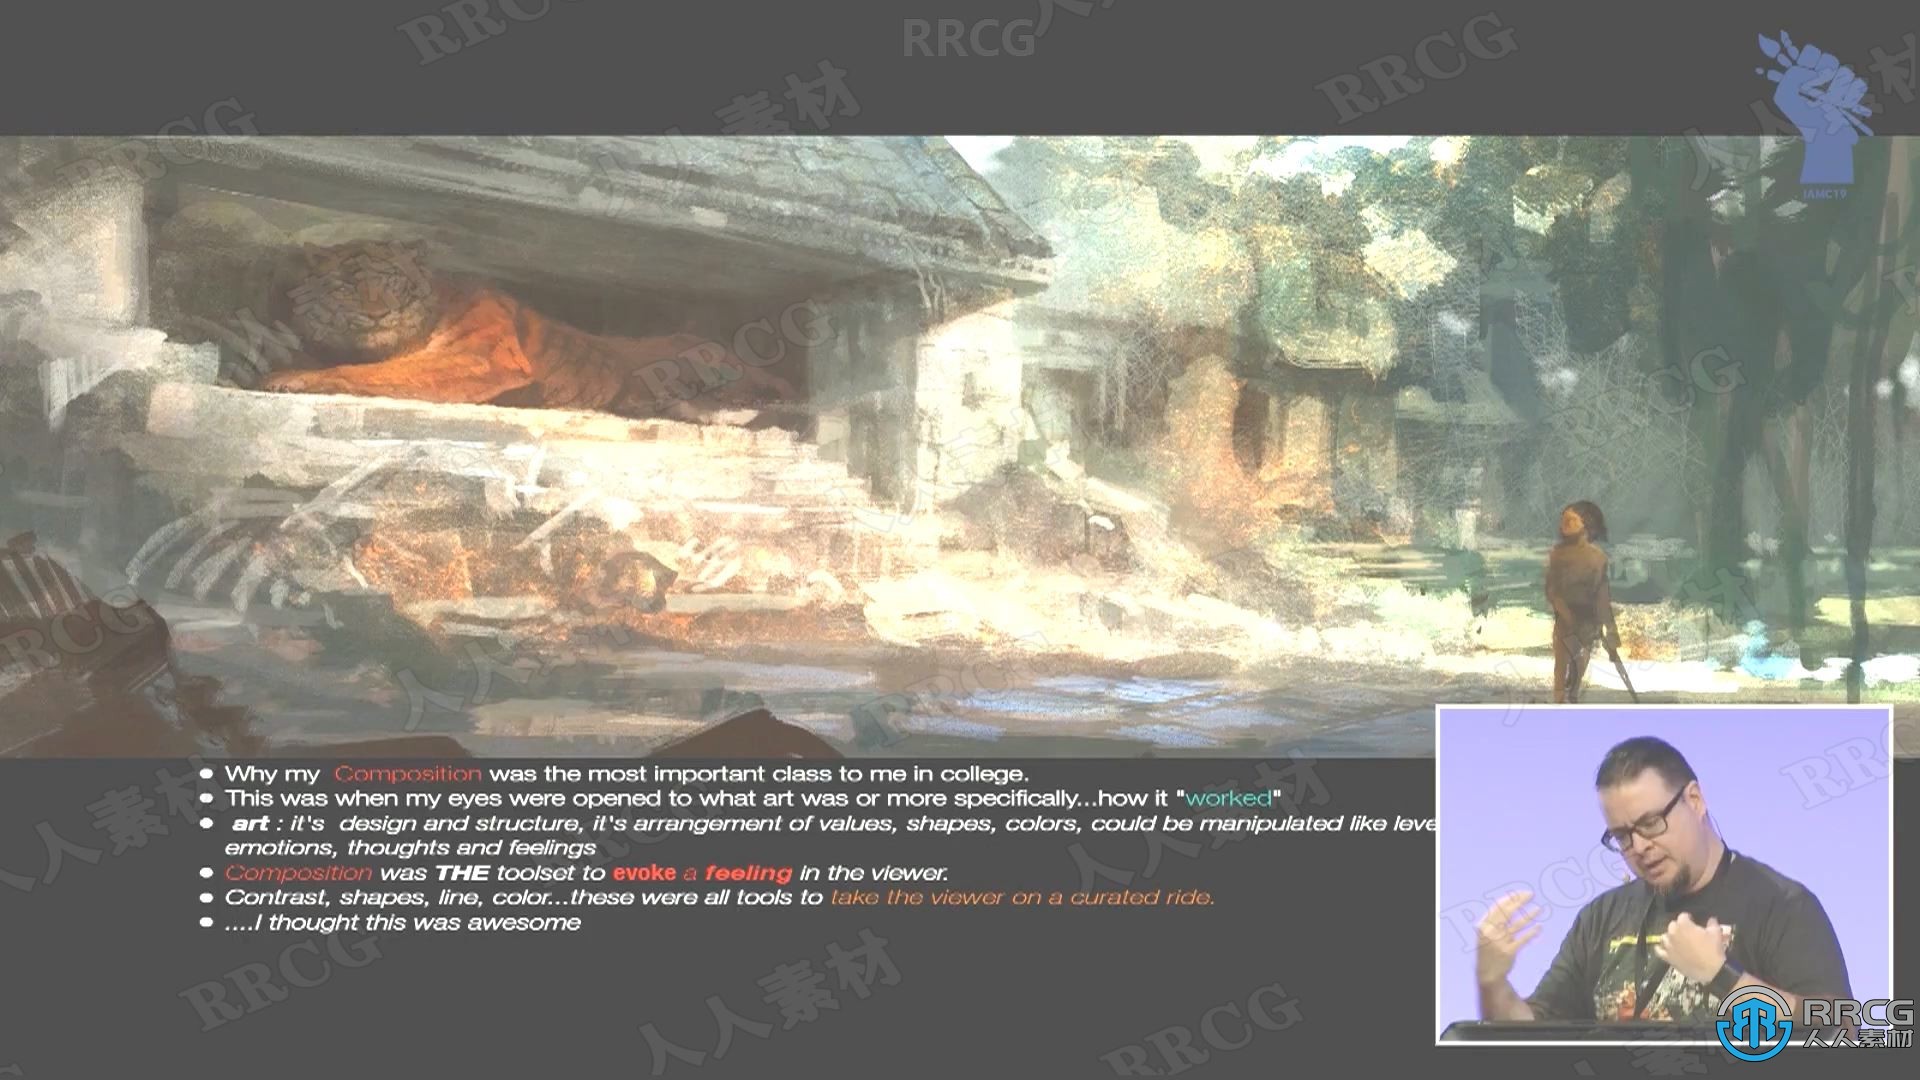 RRCG
IAMC19
Why my Composition was the most important class to me in college.
This was when my eyes were opened to what art was or more specifically...how it "worked"
art : it's design and structure, it's arrangement of values, shapes, colors, could be manipulated like leve
emotions, thoughts and feelings
Composition was THE toolset to evoke a feeling in the viewer.
Contrast, shapes, line, color...these were all tools to take the viewer on a curated ride.
....I thought this was awesome
RRCG
人人素材